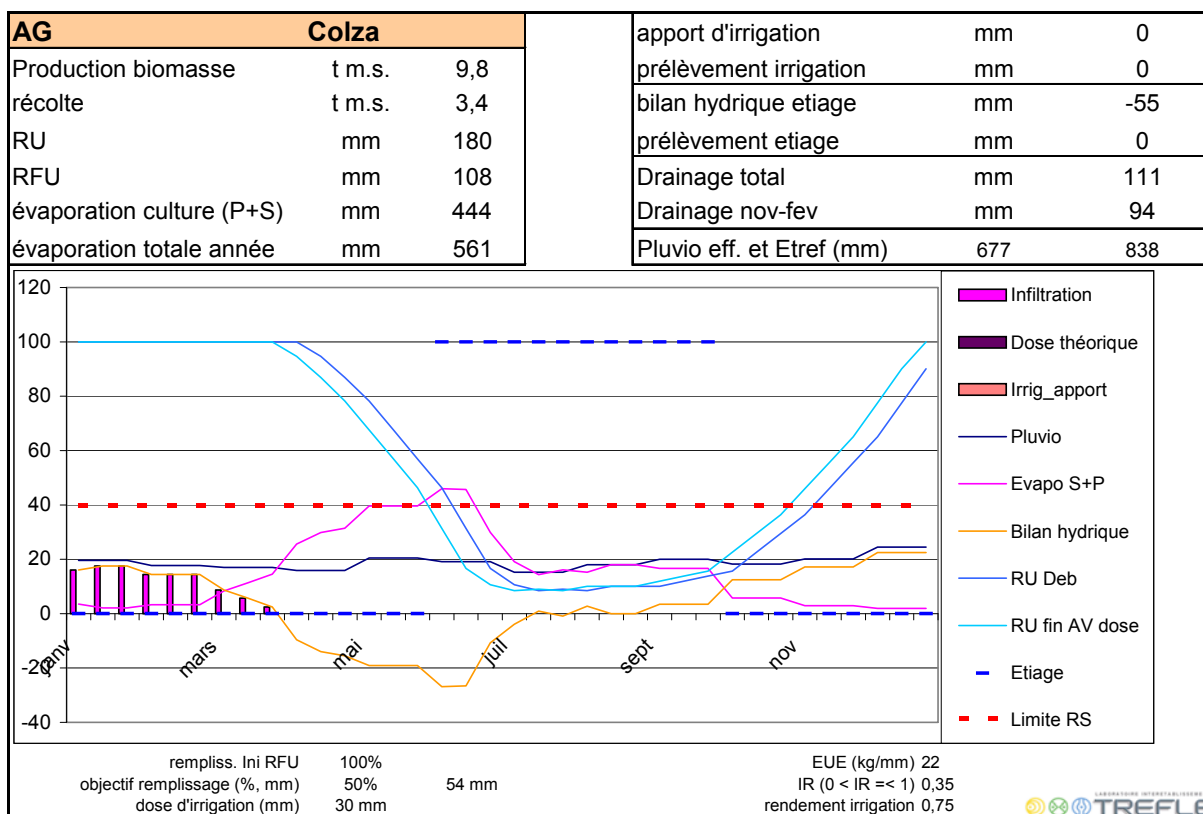 AG Colza
Production biomasse t m.s. 9,8
récolte t m.s. 3,4
RU mm 180
RFU mm 108
évaporation culture (P+S) mm 444
évaporation totale année mm 561
apport d'irrigation mm 0
prélèvement irrigation mm 0
bilan hydrique etiage mm -55
prélèvement etiage mm 0
Drainage total mm 111
Drainage nov-fev mm 94
Pluvio eff. et Etref (mm) 677 838
120
100
80
60
40
20
0
-20
-40
janv mars mai juil sept nov
Infiltration
Dose théorique
Irrig_apport
Pluvio
Evapo S+P
Bilan hydrique
RU Deb
RU fin AV dose
Etiage
Limite RS
rempliss. Ini RFU 100%
objectif remplissage (%, mm) 50% 54 mm
dose d'irrigation (mm) 30 mm
EUE (kg/mm) 22
IR (0 < IR =< 1) 0,35
rendement irrigation 0,75
TREFLE